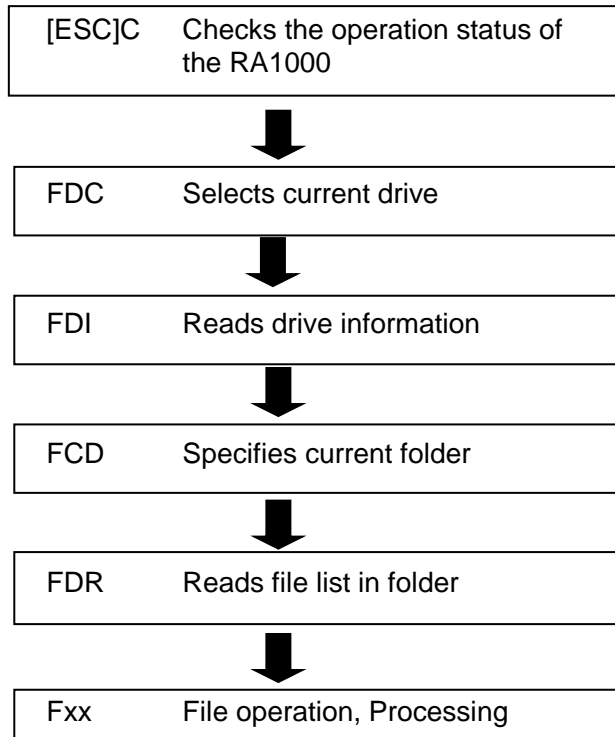 [ESC]C Checks the operation status of
the RA1000
FDC Selects current drive
FDI Reads drive information
FCD Specifies current folder
FDR Reads file list in folder
Fxx File operation, Processing